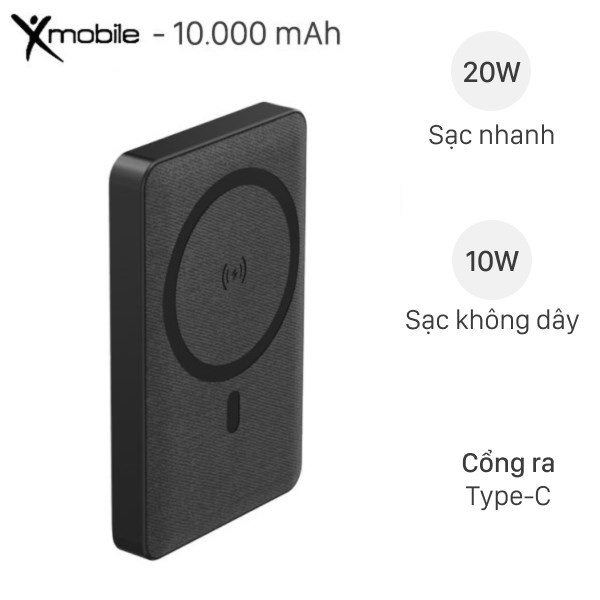 Xmobile - 10.000 mAh
20W
Sạc nhanh
10W
Sạc không dây
Cổng ra
Type-C